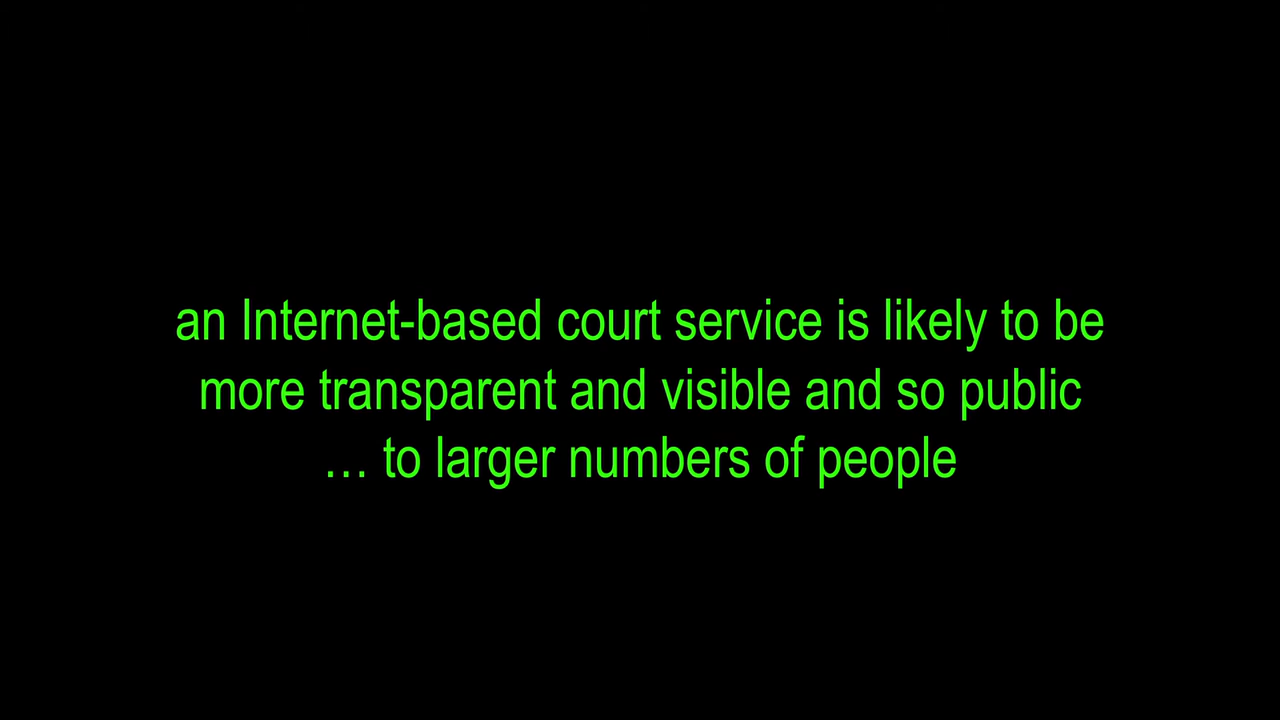 an Internet-based court service is likely to be
more transparent and visible and so public
… to larger numbers of people